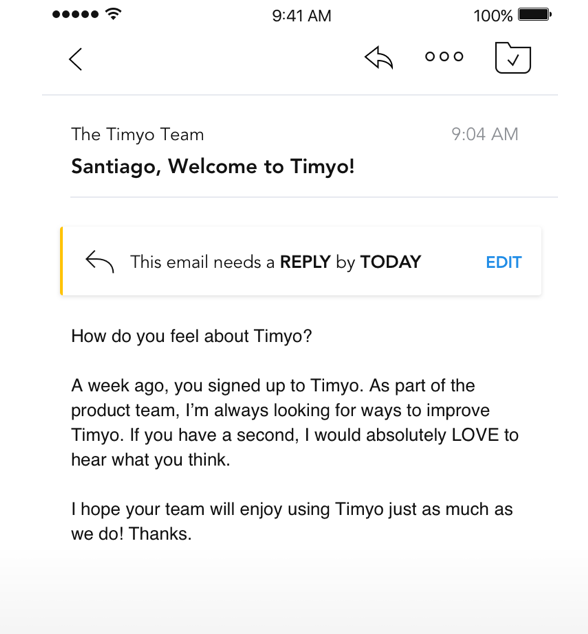 9:41 AM 100%
The Timyo Team 9:04 AM
Santiago, Welcome to Timyo!
This email needs a REPLY by TODAY EDIT
How do you feel about Timyo?
A week ago, you signed up to Timyo. As part of the
product team, I'm always looking for ways to improve
Timyo. If you have a second, I would absolutely LOVE to
hear what you think.
I hope your team will enjoy using Timyo just as much as
we do! Thanks.